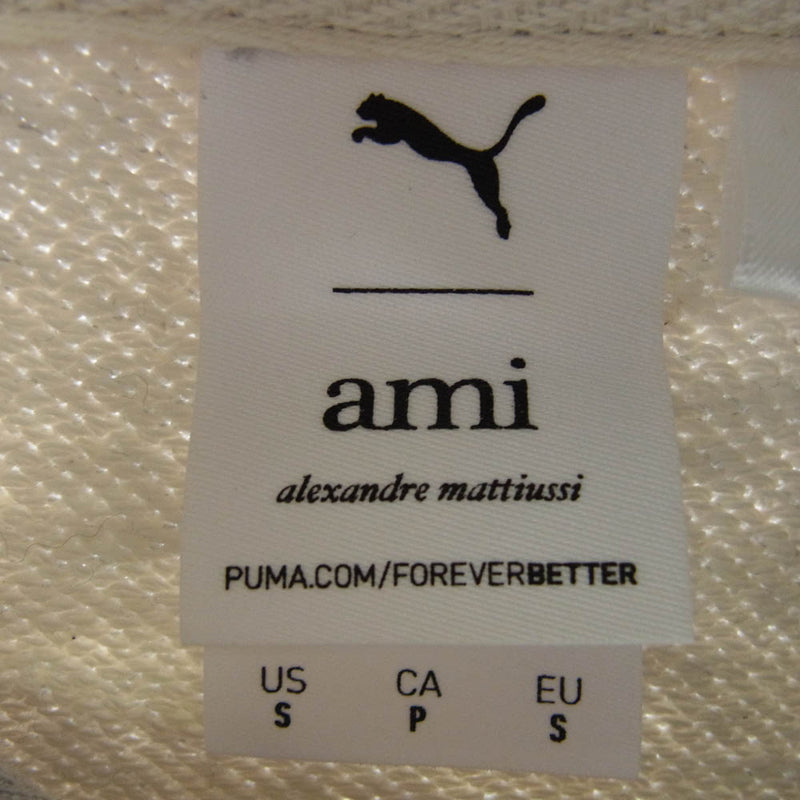 ami
alexandre mattiussi
PUMA.COM/FOREVERBETTER
US CA EU
S P S